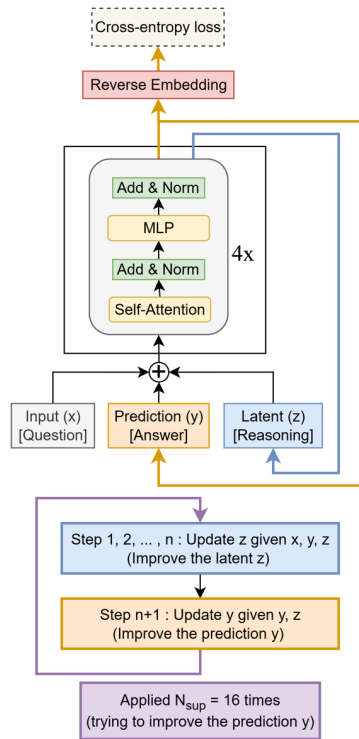 Cross-entropy loss
Reverse Embedding
Add & Norm
MLP
Add & Norm
Self-Attention
4x
Input (x)
[Question]
Prediction (y)
[Answer]
Latent (z)
[Reasoning]
Step 1, 2, ... , n : Update z given x, y, z
(Improve the latent z)
Step n+1 : Update y given y, z
(Improve the prediction y)
Applied Nsup = 16 times
(trying to improve the prediction y)